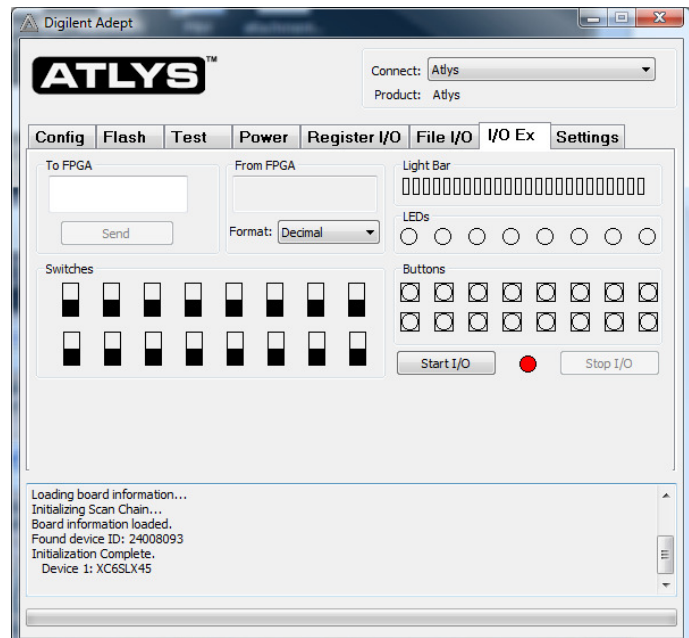 Digilent Adept
ATLYS™
Connect: Atlys
Product: Atlys
Config Flash Test Power Register I/O File I/O I/O Ex Settings
To FPGA
From FPGA
Light Bar
Send
Format: Decimal
LEDs
Switches
Buttons
Start I/O
Stop I/O
Loading board information...
Initializing Scan Chain...
Board information loaded.
Found device ID: 24008093
Initialization Complete.
Device 1: XC6SLX45